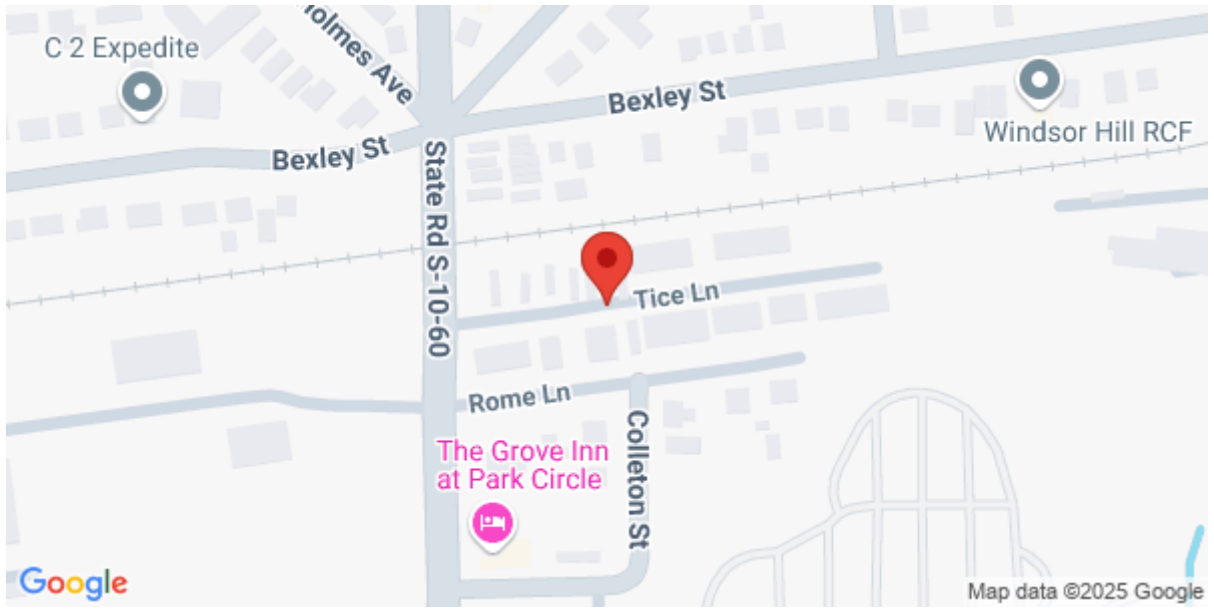 Holmes Ave
C 2 Expedite
Bexley St
Windsor Hill RCF
Bexley St
State Rd S-10-60
Tice Ln
Rome Ln
The Grove Inn
at Park Circle
Colleton St
Google
Map data ©2025 Google